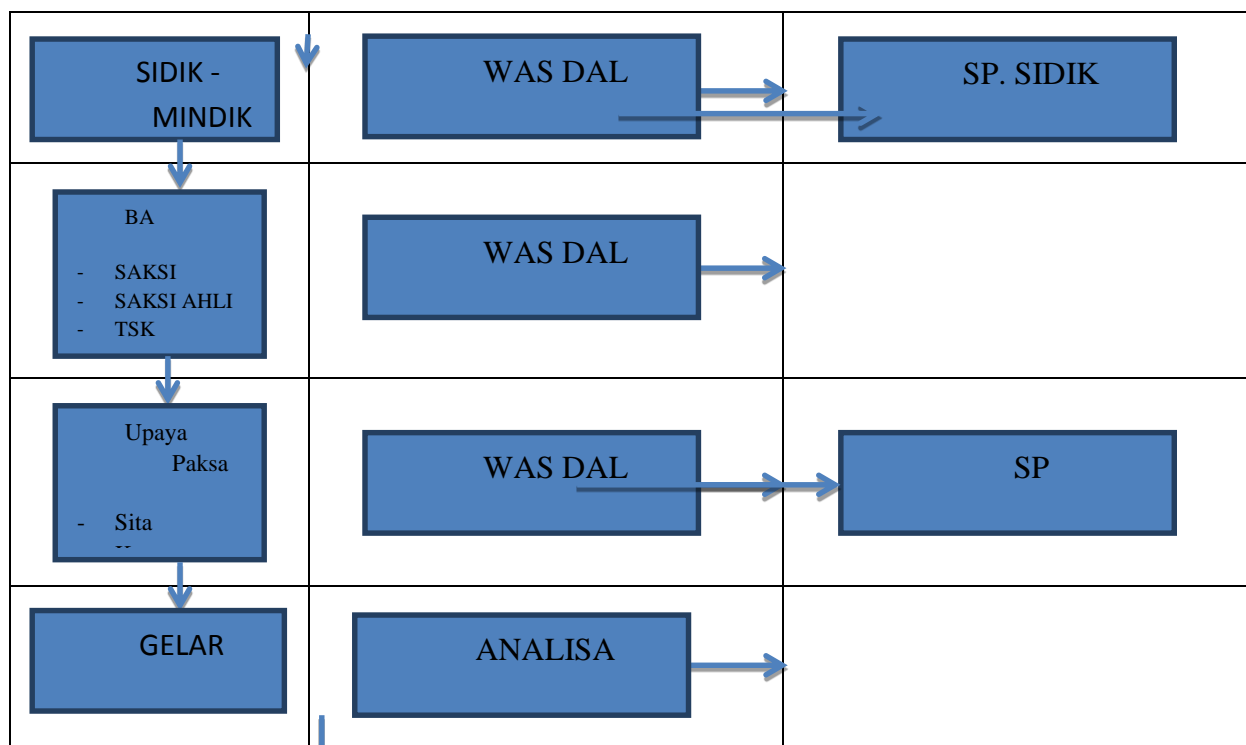 SIDIK -
MINDIK
WAS DAL
SP. SIDIK
BA
- SAKSI
- SAKSI AHLI
- TSK
WAS DAL
Upaya
Paksa
- Sita
WAS DAL
SP
GELAR
ANALISA